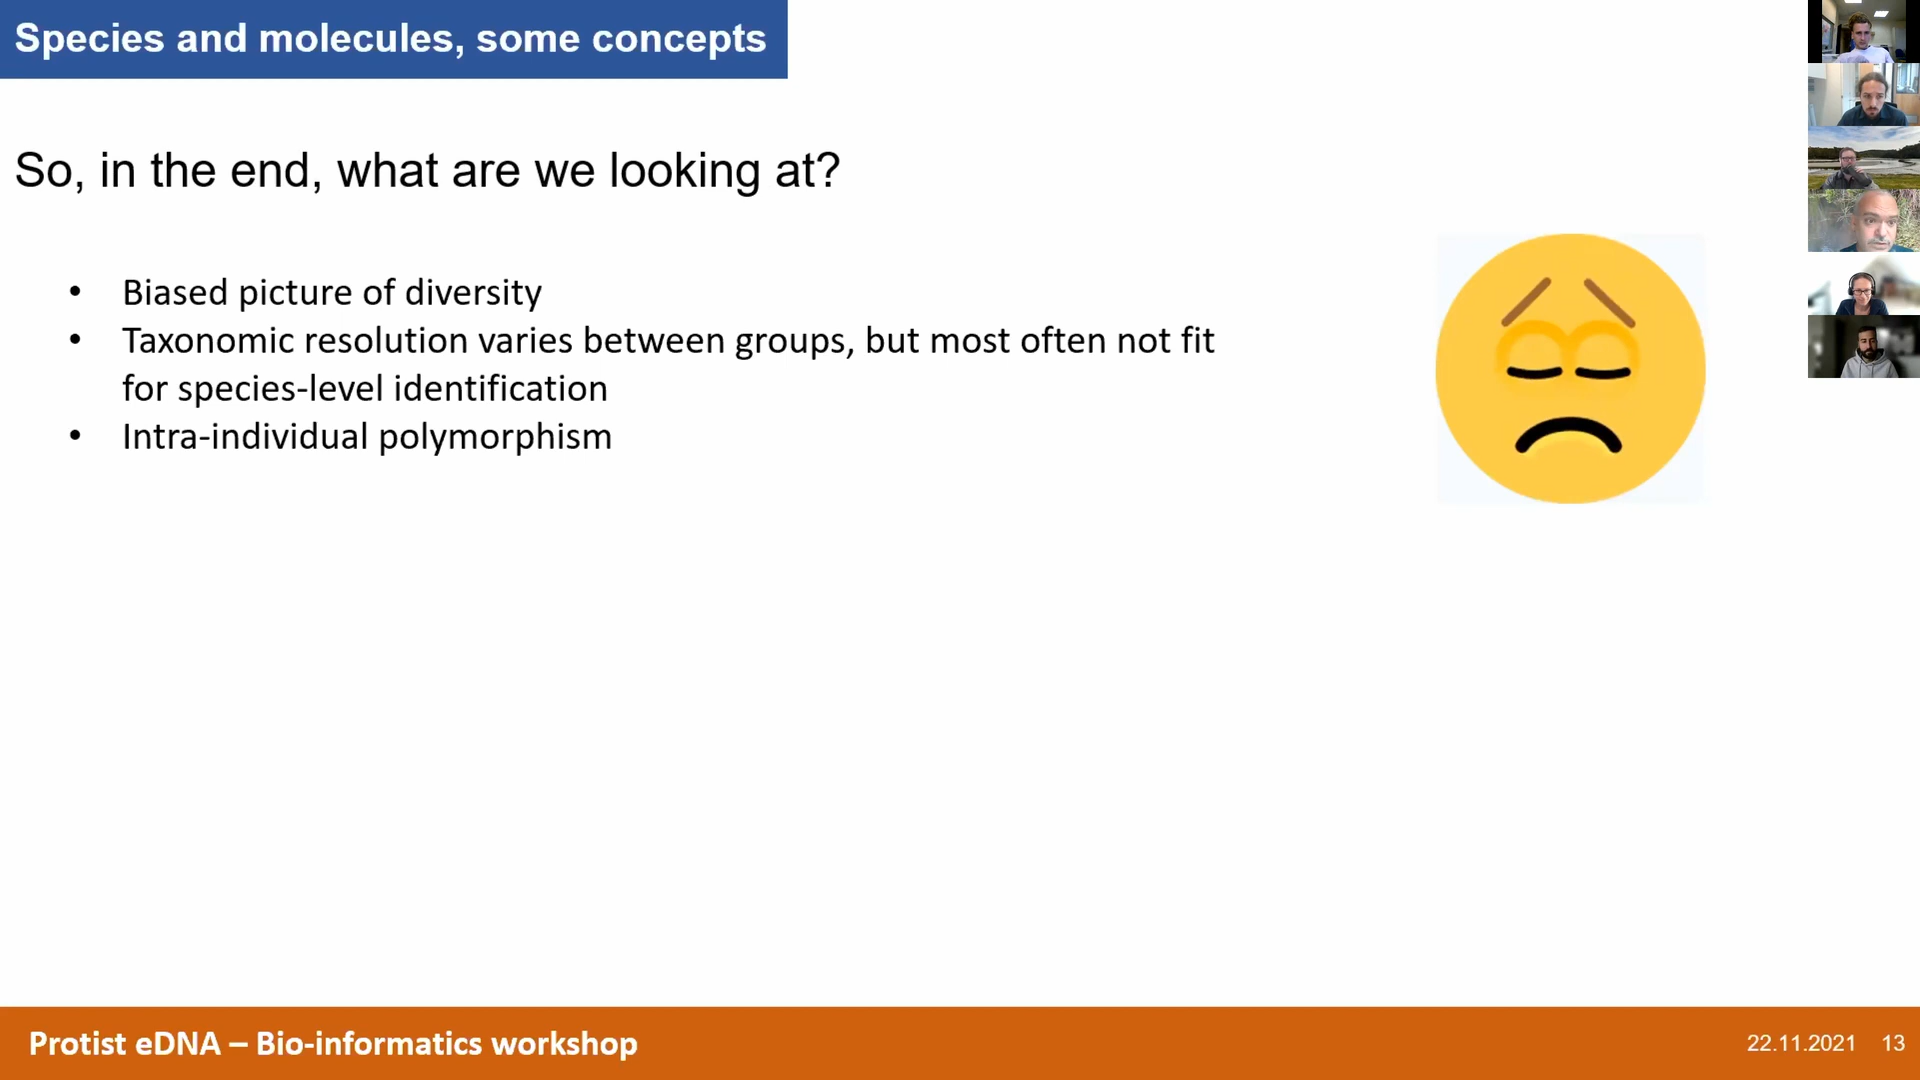 Species and molecules, some concepts
So, in the end, what are we looking at?
• Biased picture of diversity
• Taxonomic resolution varies between groups, but most often not fit
for species-level identification
• Intra-individual polymorphism
Protist eDNA – Bio-informatics workshop
22.11.2021 13